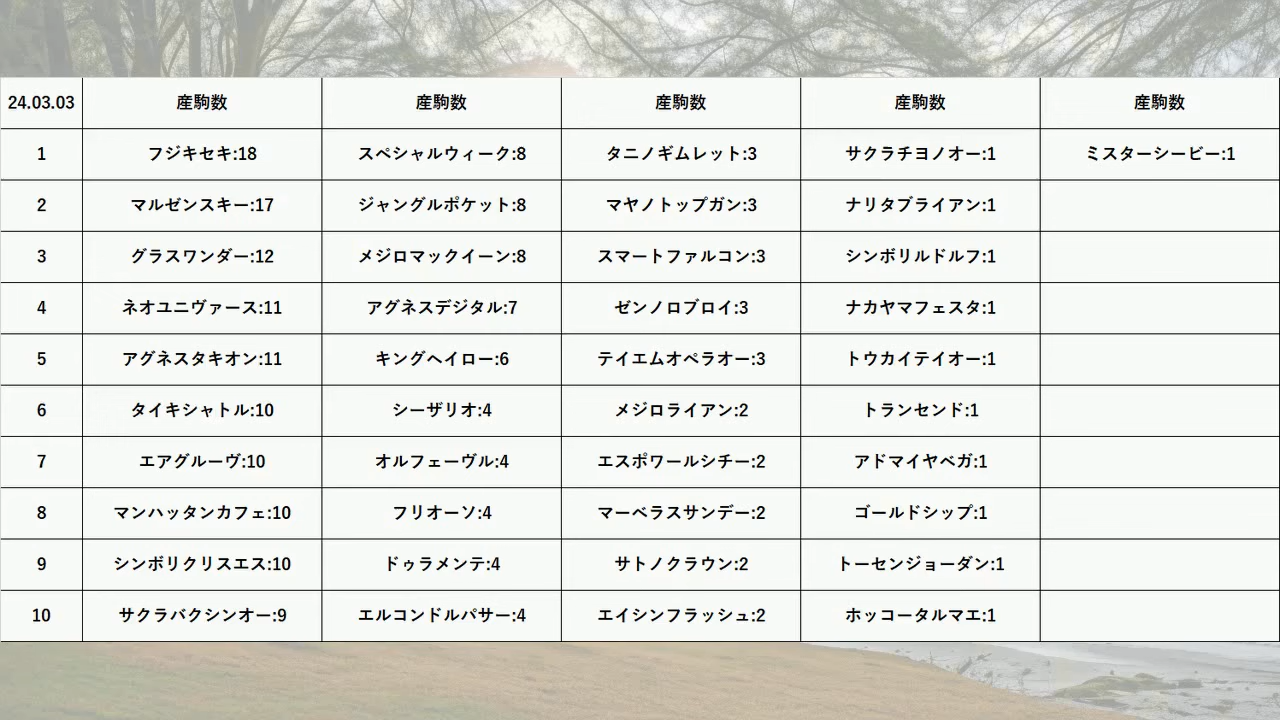 24.03.03 産駒数 産駒数 産駒数 産駒数 産駒数
1 フジキセキ:18 スペシャルウィーク:8 タニノギムレット:3 サクラチヨノオー:1 ミスターシービー:1
2 マルゼンスキー:17 ジャングルポケット:8 マヤノトップガン:3 ナリタブライアン:1
3 グラスワンダー:12 メジロマックイーン:8 スマートファルコン:3 シンボリルドルフ:1
4 ネオユニヴァース:11 アグネスデジタル:7 ゼンノロブロイ:3 ナカヤマフェスタ:1
5 アグネスタキオン:11 キングヘイロー:6 テイエムオペラオー:3 トウカイテイオー:1
6 タイキシャトル:10 シーザリオ:4 メジロライアン:2 トランセンド:1
7 エアグルーヴ:10 オルフェーヴル:4 エスポワールシチー:2 アドマイヤベガ:1
8 マンハッタンカフェ:10 フリオーソ:4 マーベラスサンデー:2 ゴールドシップ:1
9 シンボリクリスエス:10 ドゥラメンテ:4 サトノクラウン:2 トーセンジョーダン:1
10 サクラバクシンオー:9 エルコンドルパサー:4 エイシンフラッシュ:2 ホッコータルマエ:1